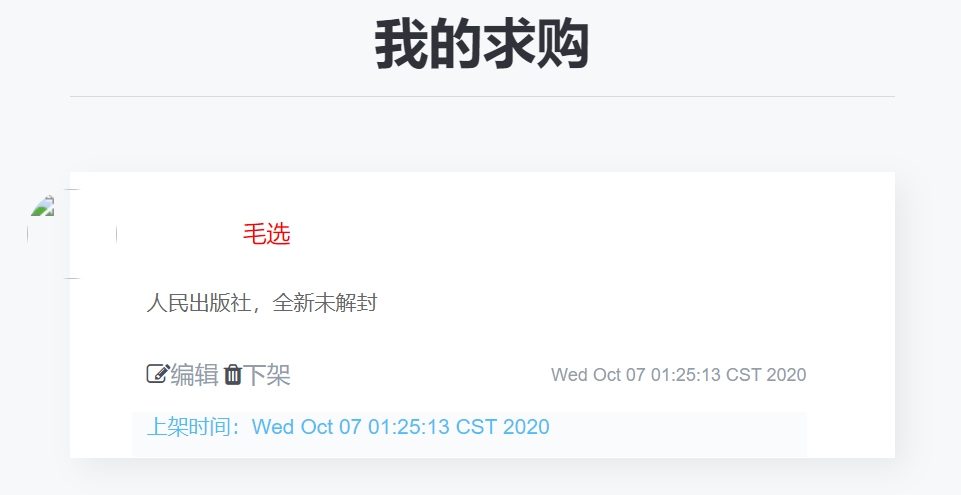 我的求购
毛选
人民出版社，全新未解封
编辑 下架 Wed Oct 07 01:25:13 CST 2020
上架时间：Wed Oct 07 01:25:13 CST 2020